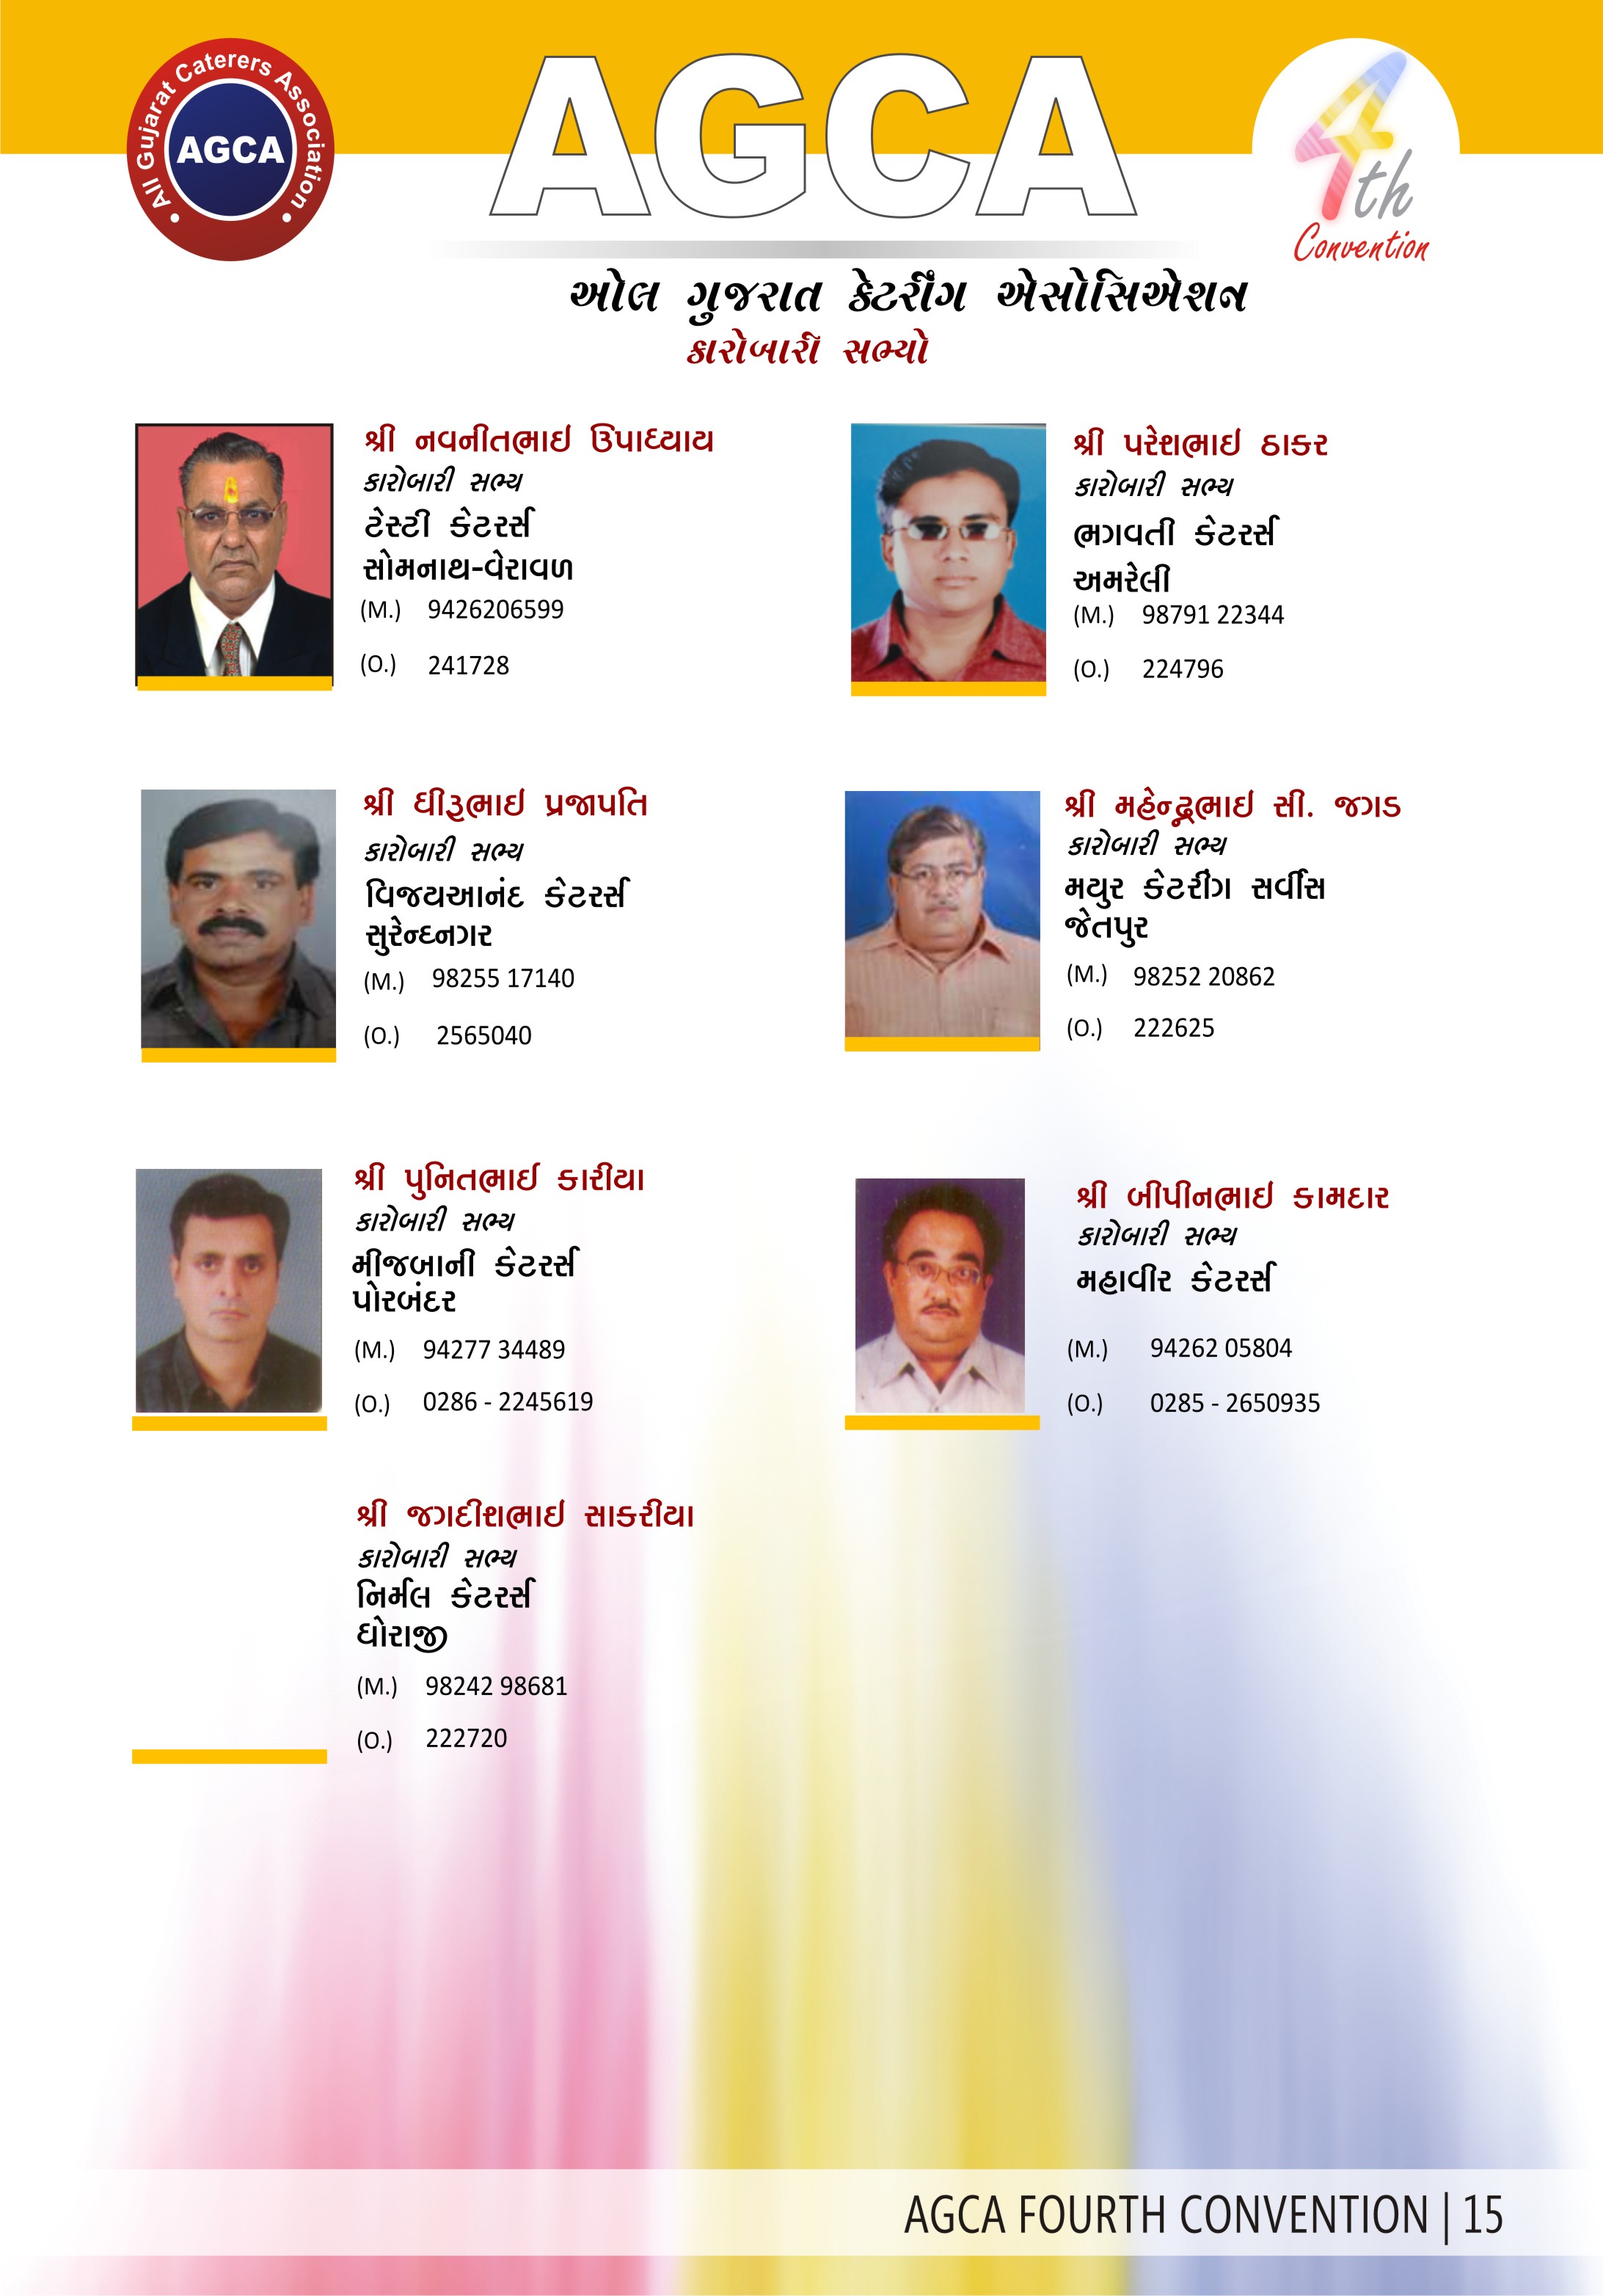 All Gujarat Caterers Association
AGCA
AGCA
4th
Convention
ઓલ ગુજરાત કેટરીંગ એસોસિએશન
કારોબારી સભ્યો
શ્રી નવનીતભાઈ ઉપાધ્યાય
કારોબારી સભ્ય
ટેસ્ટી કેટરર્સ
સોમનાથ-વેરાવળ
(M.) 9426206599
(O.) 241728
શ્રી પરેશભાઈ ઠાકર
કારોબારી સભ્ય
ભગવતી કેટરર્સ
અમરેલી
(M.) 98791 22344
(O.) 224796
શ્રી ધીરૂભાઈ પ્રજાપતિ
કારોબારી સભ્ય
વિજયઆનંદ કેટરર્સ
સુરેન્ધ્નગર
(M.) 98255 17140
(O.) 2565040
શ્રી મહેન્દ્રભાઈ સી. જગડ
કારોબારી સભ્ય
મયુર કેટરીંગ સર્વીસ
જેતપુર
(M.) 98252 20862
(O.) 222625
શ્રી પુનિતભાઈ કારીયા
કારોબારી સભ્ય
મીજબાની કેટરર્સ
પોરબંદર
(M.) 94277 34489
(O.) 0286 - 2245619
શ્રી બીપીનભાઈ કામદાર
કારોબારી સભ્ય
મહાવીર કેટરર્સ
(M.) 94262 05804
(O.) 0285 - 2650935
શ્રી જગદીશભાઈ સાકરીયા
કારોબારી સભ્ય
નિર્મલ કેટરર્સ
ધોરાજી
(M.) 98242 98681
(O.) 222720
AGCA FOURTH CONVENTION | 15